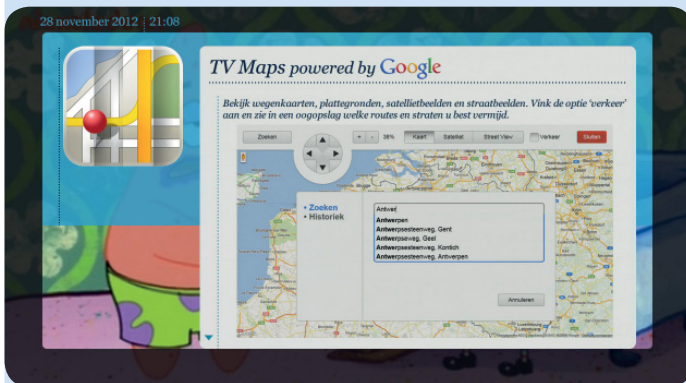 28 november 2012 21:08
TV Maps powered by Google
Bekijk wegenkaarten, plattegronden, satellietbeelden en straatbeelden. Vink de optie 'verkeer'
aan en zie in een oogopslag welke routes en straten u best vermijd.
Zoeken + - 38% Kaart Satelliet Street View Verkeer Sluiten
• Zoeken
• Historiek
Antwer
Antwerpen
Antwerpsesteenweg, Gent
Antwerpseweg, Geel
Antwerpsesteenweg, Kontich
Antwerpsesteenweg, Antwerpen
Annuleren